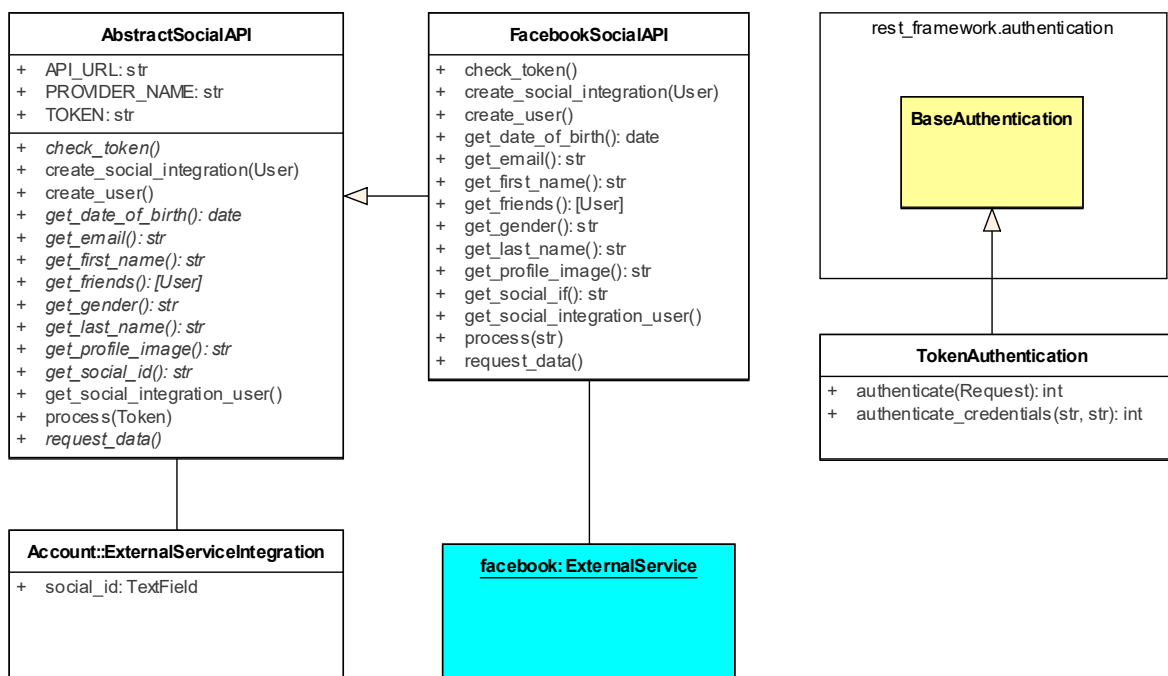 AbstractSocialAPI
+ API_URL: str
+ PROVIDER_NAME: str
+ TOKEN: str
+ check_token()
+ create_social_integration(User)
+ create_user()
+ get_date_of_birth(): date
+ get_email(): str
+ get_first_name(): str
+ get_friends(): [User]
+ get_gender(): str
+ get_last_name(): str
+ get_profile_image(): str
+ get_social_id(): str
+ get_social_integration_user()
+ process(Token)
+ request_data()
FacebookSocialAPI
+ check_token()
+ create_social_integration(User)
+ create_user()
+ get_date_of_birth(): date
+ get_email(): str
+ get_first_name(): str
+ get_friends(): [User]
+ get_gender(): str
+ get_last_name(): str
+ get_profile_image(): str
+ get_social_if(): str
+ get_social_integration_user()
+ process(str)
+ request_data()
rest_framework.authentication
BaseAuthentication
TokenAuthentication
+ authenticate(Request): int
+ authenticate_credentials(str, str): int
Account::ExternalServiceIntegration
+ social_id: TextField
facebook: ExternalService